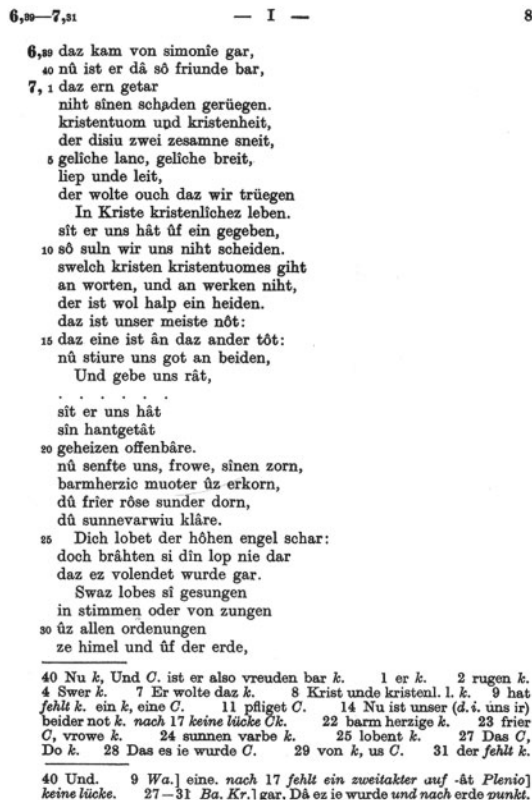 6,39—7,31 — I — 8
6,39 daz kam von simonîe gar,
40 nû ist er dâ sô friunde bar,
7, 1 daz ern getar
niht sînen schaden gerüegen.
kristentuom und kristenheit,
der disiu zwei zesamne sneit,
5 gelîche lanc, gelîche breit,
liep unde leit,
der wolte ouch daz wir trüegen
In Kriste kristenlîchez leben.
sît er uns hât ûf ein gegeben,
10 sô suln wir uns niht scheiden.
swelch kristen kristentuomes giht
an worten, und an werken niht,
der ist wol halp ein heiden.
daz ist unser meiste nôt:
15 daz eine ist ân daz ander tôt:
nû stiure uns got an beiden,
Und gebe uns rât,
. . . . . .
sît er uns hât
sîn hantgetât
20 geheizen offenbâre.
nû senfte uns, frowe, sînen zorn,
barmherzic muoter ûz erkorn,
dû frîer rôse sunder dorn,
dû sunnevarwiu klâre.
25 Dich lobet der hôhen engel schar:
doch brâhten si dîn lop nie dar
daz ez volendet wurde gar.
Swaz lobes sî gesungen
in stimmen oder von zungen
30 ûz allen ordenungen
ze himel und ûf der erde,
40 Nu k, Und C. ist er also vreuden bar k. 1 er k. 2 rugen k.
4 Swer k. 7 Er wolte daz k. 8 Krist unde kristenl. l. k. 9 hat
fehlt k. ein k, eine C. 11 pfliget C. 14 Nu ist unser (d. i. uns ir)
beider not k. nach 17 keine lücke Ck. 22 barm herzige k. 23 frier
C, vrowe k. 24 sunnen varbe k. 25 lobent k. 27 Das C,
Do k. 28 Das es ie wurde C. 29 von k, us C. 31 der fehlt k.
40 Und. 9 Wa.] eine. nach 17 fehlt ein zweitakter auf -ât Plenio]
keine lücke. 27—31 Ba. Kr.] gar. Dâ ez ie wurde und nach erde punkt.